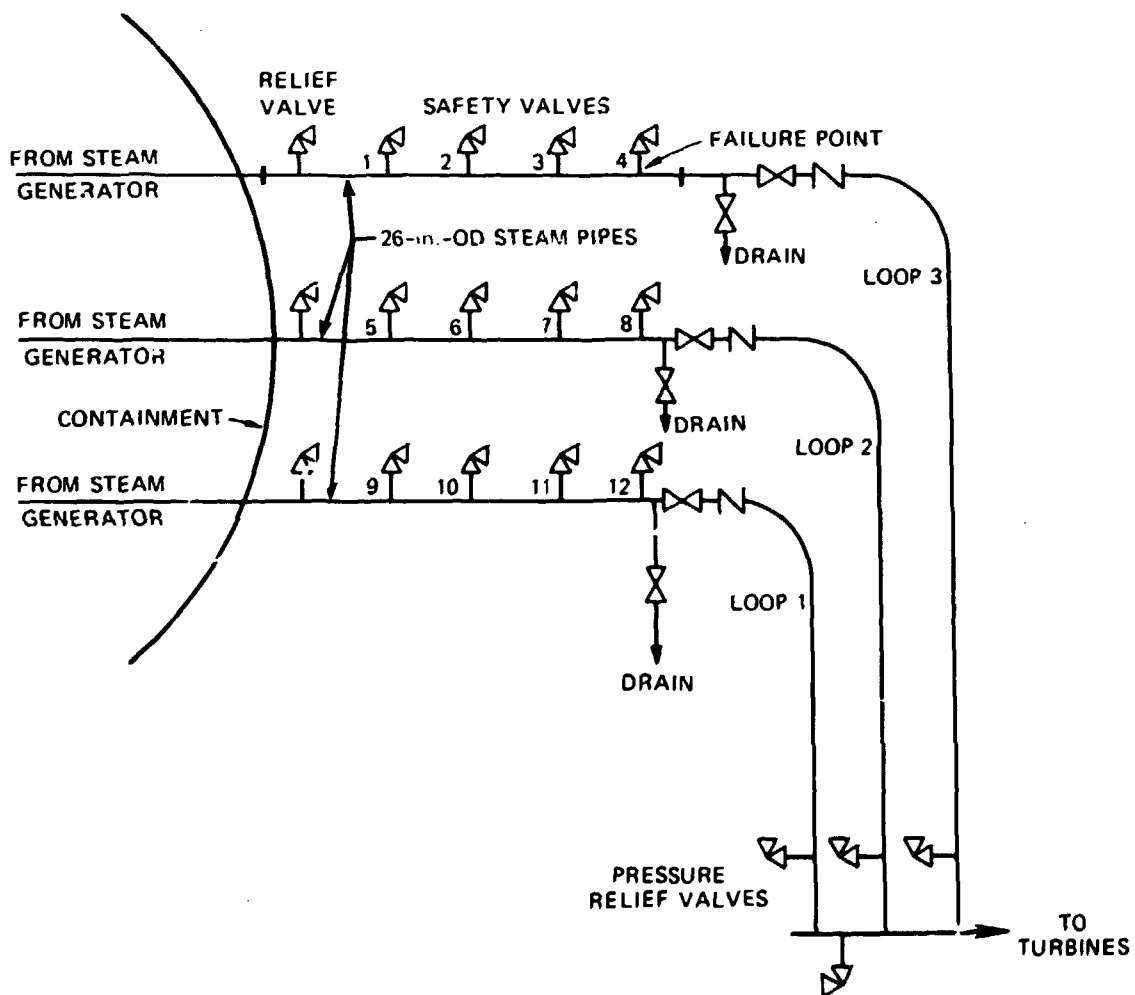 RELIEF
VALVE
SAFETY VALVES
FAILURE POINT
FROM STEAM
GENERATOR
1
2
3
4
26-in.-OD STEAM PIPES
DRAIN
LOOP 3
FROM STEAM
GENERATOR
5
6
7
8
CONTAINMENT
DRAIN
LOOP 2
FROM STEAM
GENERATOR
9
10
11
12
LOOP 1
DRAIN
PRESSURE
RELIEF VALVES
TO
TURBINES